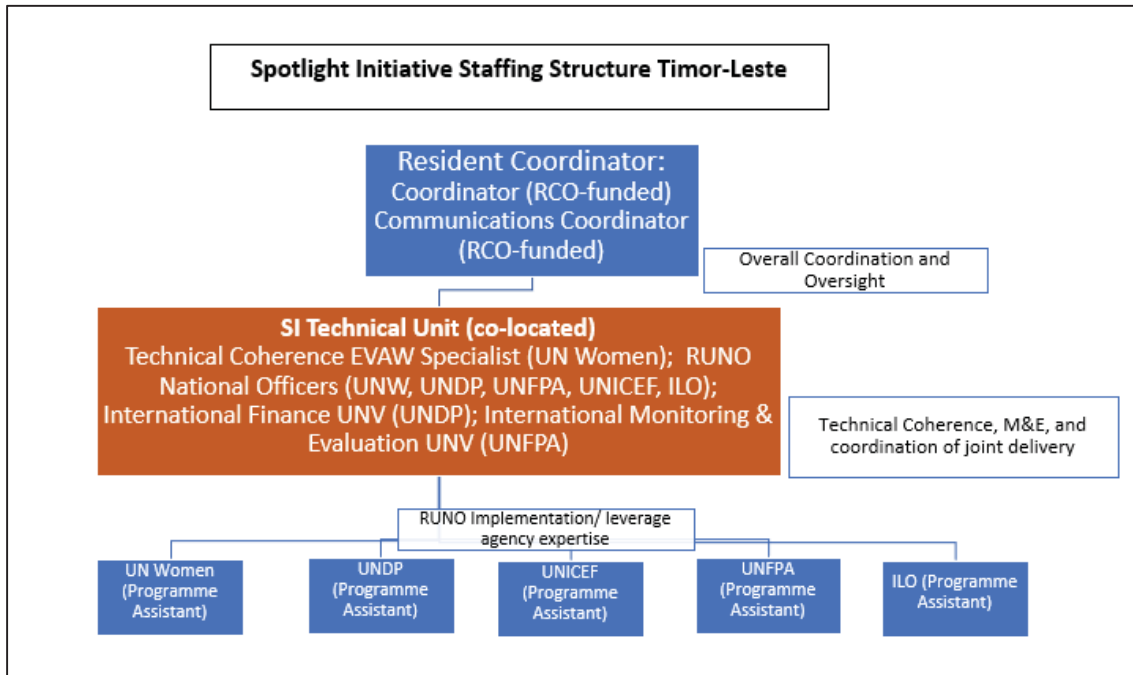 Spotlight Initiative Staffing Structure Timor-Leste
Resident Coordinator:
Coordinator (RCO-funded)
Communications Coordinator
(RCO-funded)
Overall Coordination and
Oversight
SI Technical Unit (co-located)
Technical Coherence EVAW Specialist (UN Women); RUNO
National Officers (UNW, UNDP, UNFPA, UNICEF, ILO);
International Finance UNV (UNDP); International Monitoring &
Evaluation UNV (UNFPA)
Technical Coherence, M&E, and
coordination of joint delivery
RUNO Implementation/ leverage
agency expertise
UN Women
(Programme
Assistant)
UNDP
(Programme
Assistant)
UNICEF
(Programme
Assistant)
UNFPA
(Programme
Assistant)
ILO (Programme
Assistant)